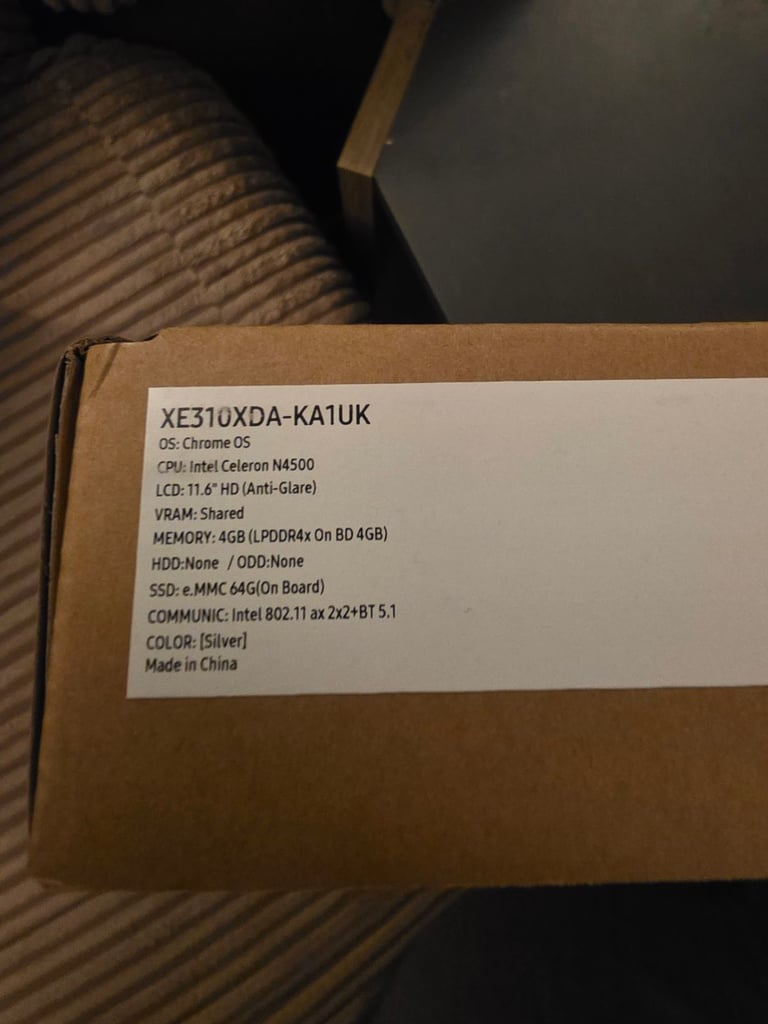 XE310XDA-KA1UK
OS: Chrome OS
CPU: Intel Celeron N4500
LCD: 11.6" HD (Anti-Glare)
VRAM: Shared
MEMORY: 4GB (LPDDR4x On BD 4GB)
HDD:None / ODD:None
SSD: e.MMC 64G(On Board)
COMMUNIC: Intel 802.11 ax 2x2+BT 5.1
COLOR: [Silver]
Made in China